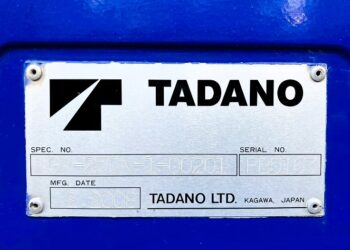 TADANO
SPEC. NO. SERIAL NO.
MFG. DATE
TADANO LTD. KAGAWA, JAPAN